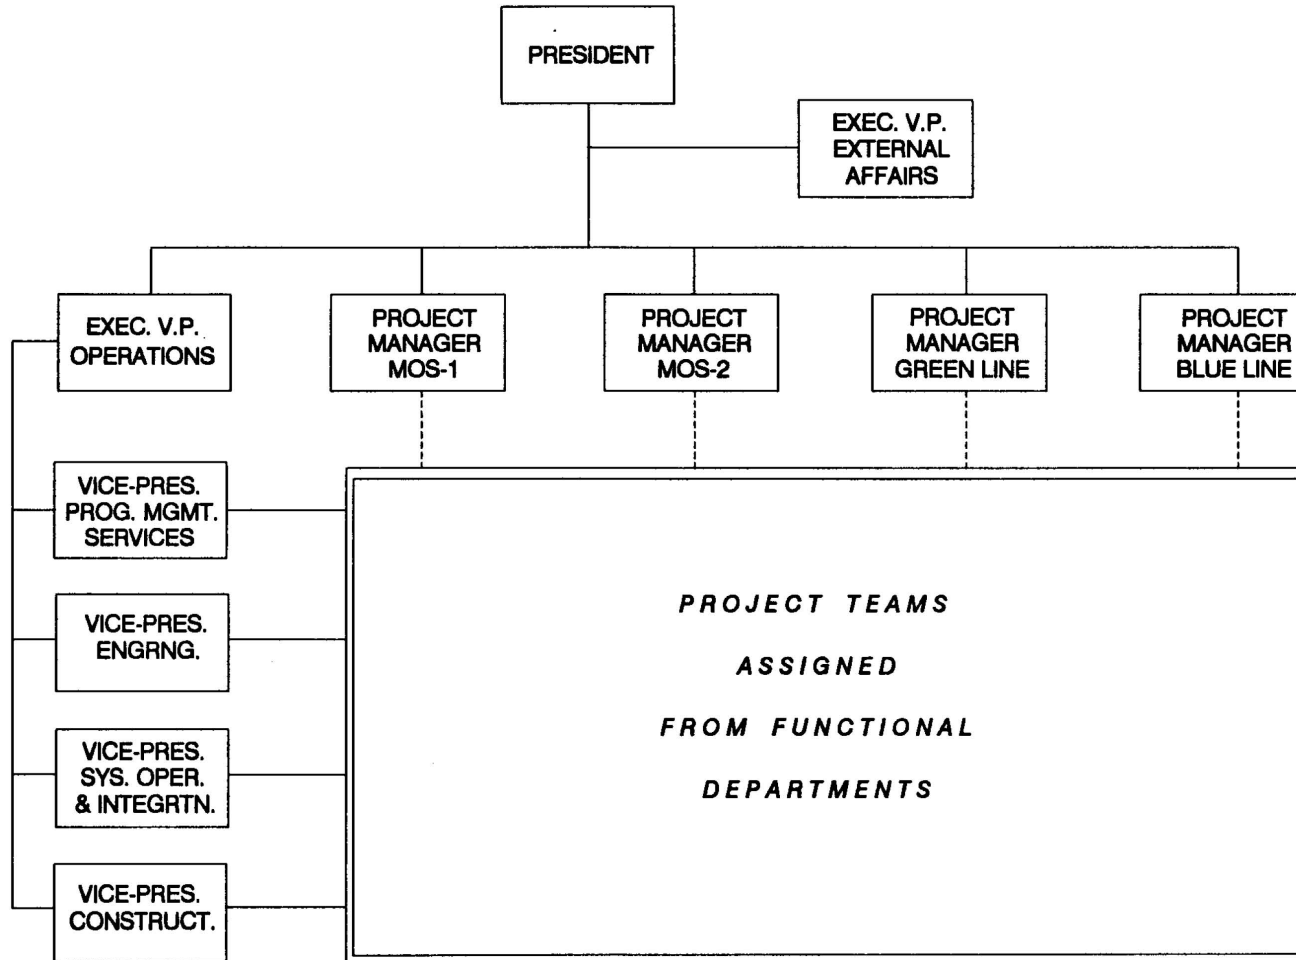 PRESIDENT
EXEC. V.P.
EXTERNAL
AFFAIRS
EXEC. V.P.
OPERATIONS
PROJECT
MANAGER
MOS-1
PROJECT
MANAGER
MOS-2
PROJECT
MANAGER
GREEN LINE
PROJECT
MANAGER
BLUE LINE
VICE-PRES.
PROG. MGMT.
SERVICES
VICE-PRES.
ENGRNG.
VICE-PRES.
SYS. OPER.
& INTEGRTN.
VICE-PRES.
CONSTRUCT.
PROJECT TEAMS
ASSIGNED
FROM FUNCTIONAL
DEPARTMENTS